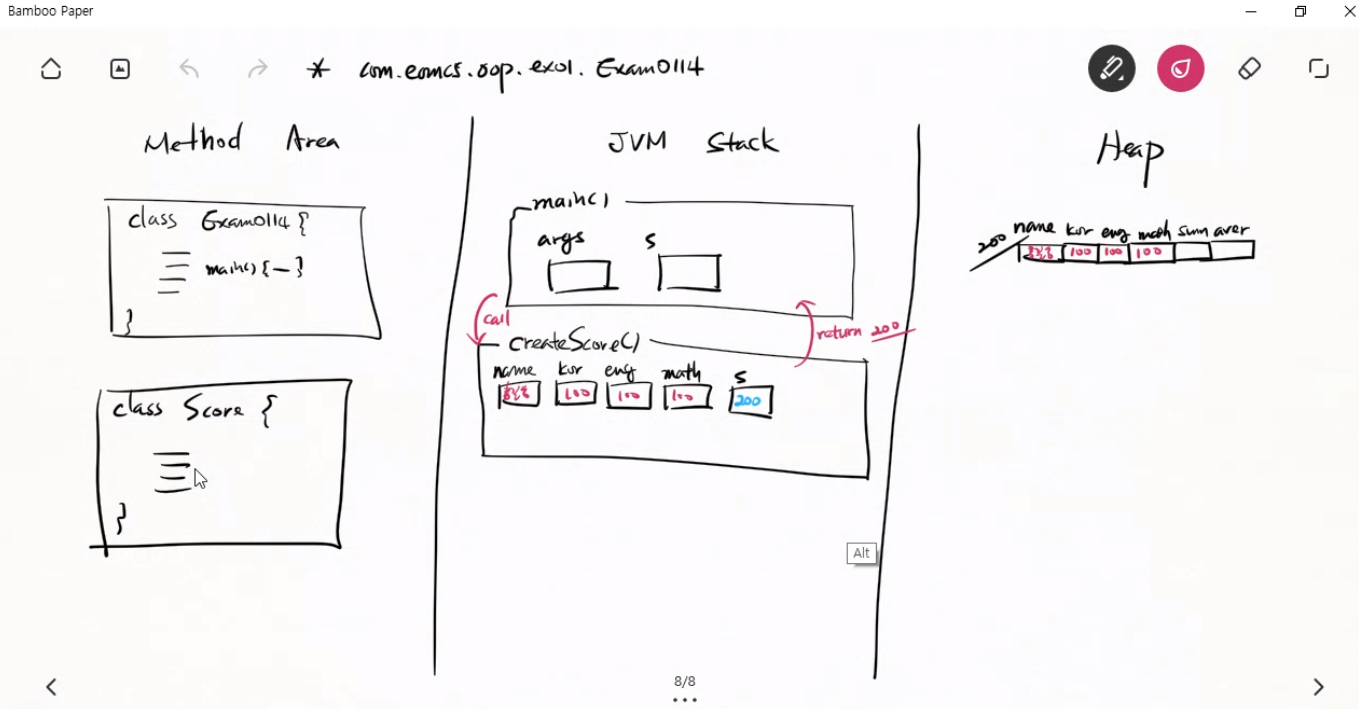 Bamboo Paper
* com.eomcs.oop.ex01.Exam0114
Method Area
class Exam0114 {
main() { — }
}
class Score {
}
JVM Stack
main()
args s
call
return 200
createScore()
name kor eng math s
100 100 100 200
Alt
Heap
200
name kor eng math sum aver
100 100 100
8/8